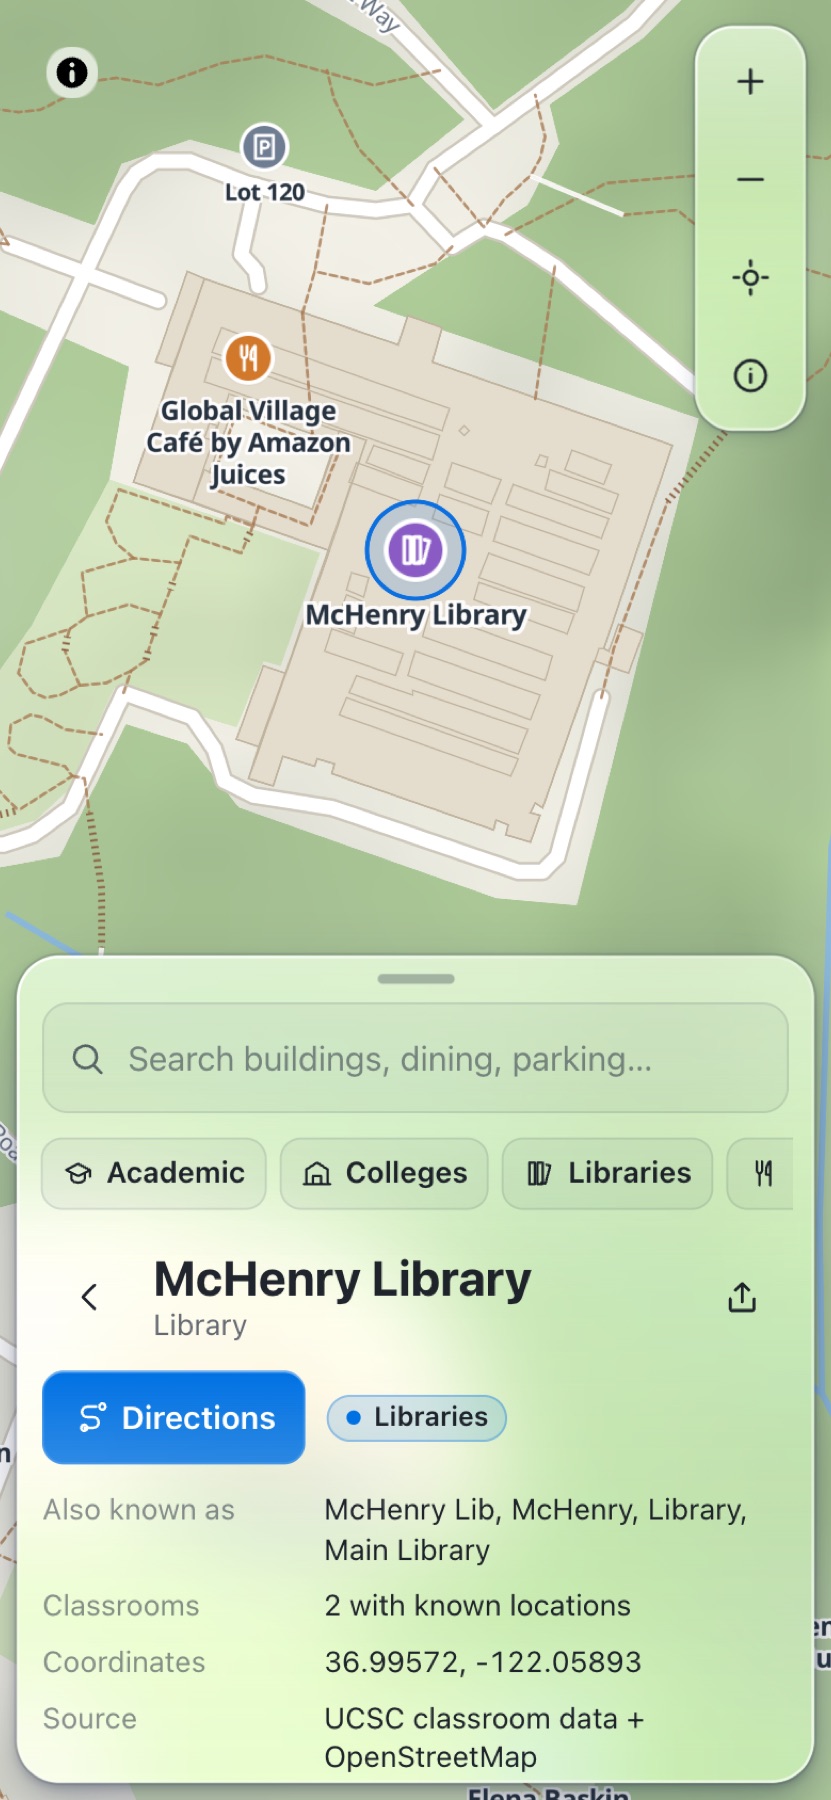 Way
Lot 120
Global Village
Café by Amazon
Juices
McHenry Library
Search buildings, dining, parking...
Academic
Colleges
Libraries
McHenry Library
Library
Directions
Libraries
Also known as
McHenry Lib, McHenry, Library,
Main Library
Classrooms
2 with known locations
Coordinates
36.99572, -122.05893
Source
UCSC classroom data +
OpenStreetMap
Elena Baskin